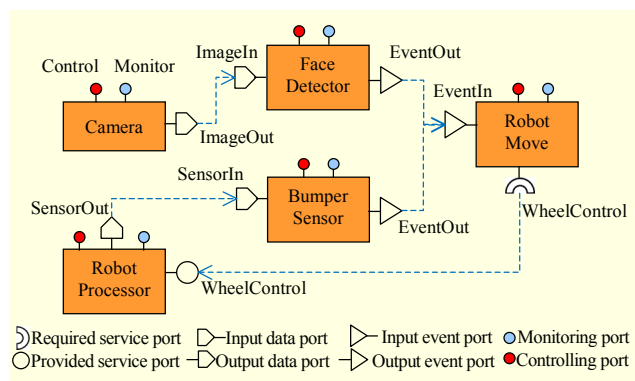 ImageIn
EventOut
Control Monitor
Face
Detector
EventIn
Camera
ImageOut
Robot
Move
SensorIn
SensorOut
Bumper
Sensor
EventOut
WheelControl
Robot
Processor
WheelControl
Required service port Input data port Input event port Monitoring port
Provided service port Output data port Output event port Controlling port